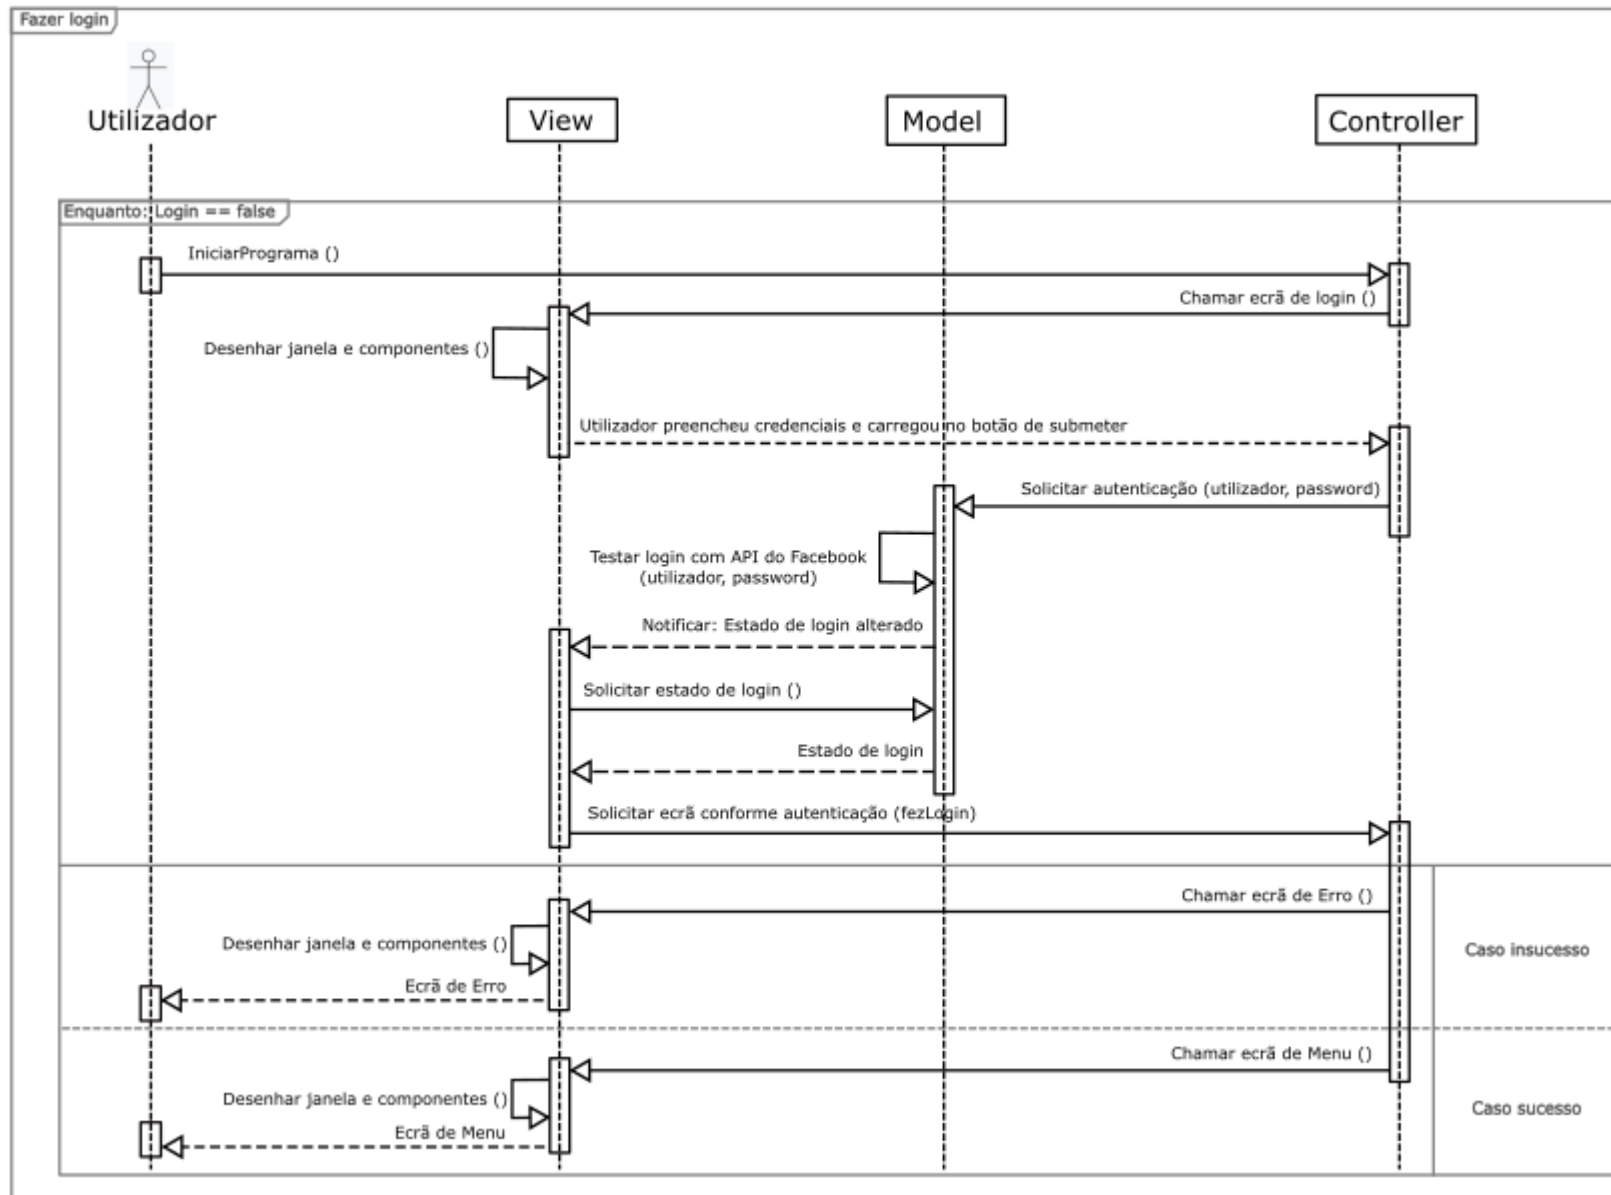 Fazer login
Utilizador
View
Model
Controller
Enquanto: Login == false
IniciarPrograma ()
Chamar ecrã de login ()
Desenhar janela e componentes ()
Utilizador preencheu credenciais e carregou no botão de submeter
Solicitar autenticação (utilizador, password)
Testar login com API do Facebook
(utilizador, password)
Notificar: Estado de login alterado
Solicitar estado de login ()
Estado de login
Solicitar ecrã conforme autenticação (fezLogin)
Chamar ecrã de Erro ()
Desenhar janela e componentes ()
Caso insucesso
Ecrã de Erro
Chamar ecrã de Menu ()
Desenhar janela e componentes ()
Caso sucesso
Ecrã de Menu